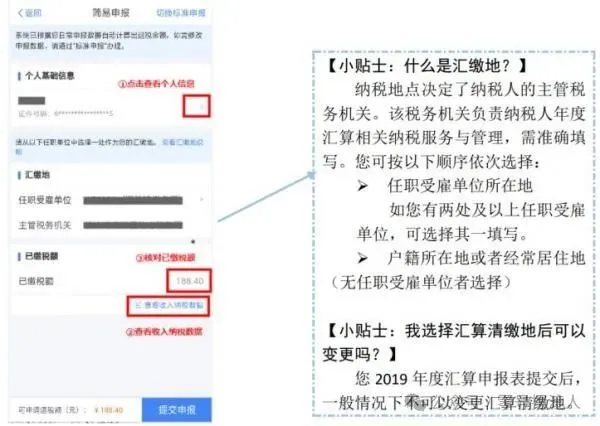 返回
简易申报
切换标准申报
系统已根据您日常申报数据自动计算出应税余额，如需修改
申报数据，请通过“标准申报”办理。
个人基础信息
①点击查看个人信息
证件号码：6****************5
请从以下任职单位中选择一处作为您的汇缴地。查看汇缴地说
明
汇缴地
任职受雇单位
主管税务机关
已缴税额
③核对已缴税额
已缴税额
188.40
查看收入纳税数据
②查看收入纳税数据
可申请退税额（元）：￥188.40
提交申报
【小贴士：什么是汇缴地？】
纳税地点决定了纳税人的主管税
务机关。该税务机关负责纳税人年度
汇算相关纳税服务与管理，需准确填
写。您可按以下顺序依次选择：
➢ 任职受雇单位所在地
如您有两处及以上任职受雇
单位，可选择其一填写。
➢ 户籍所在地或者经常居住地
（无任职受雇单位者选择）
【小贴士：我选择汇算清缴地后可以
变更吗？】
您 2019 年度汇算申报表提交后，
一般情况下不可以变更汇算清缴地。